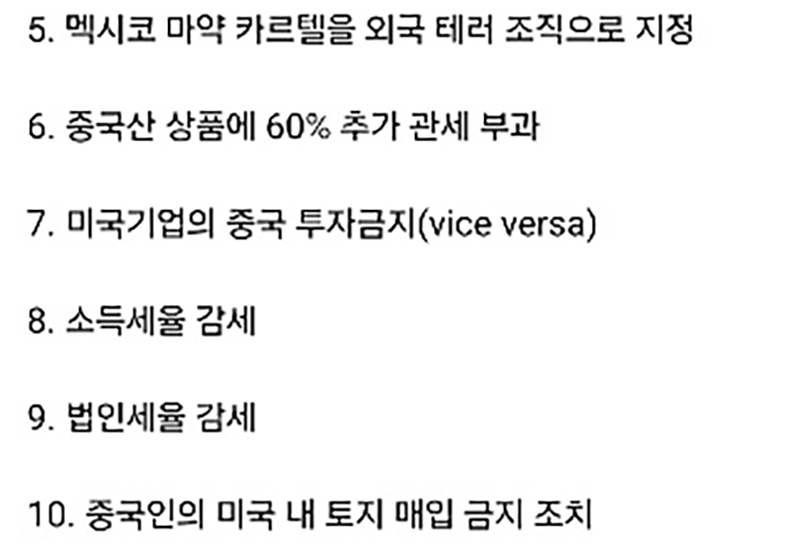 5. 멕시코 마약 카르텔을 외국 테러 조직으로 지정
6. 중국산 상품에 60% 추가 관세 부과
7. 미국기업의 중국 투자금지(vice versa)
8. 소득세율 감세
9. 법인세율 감세
10. 중국인의 미국 내 토지 매입 금지 조치